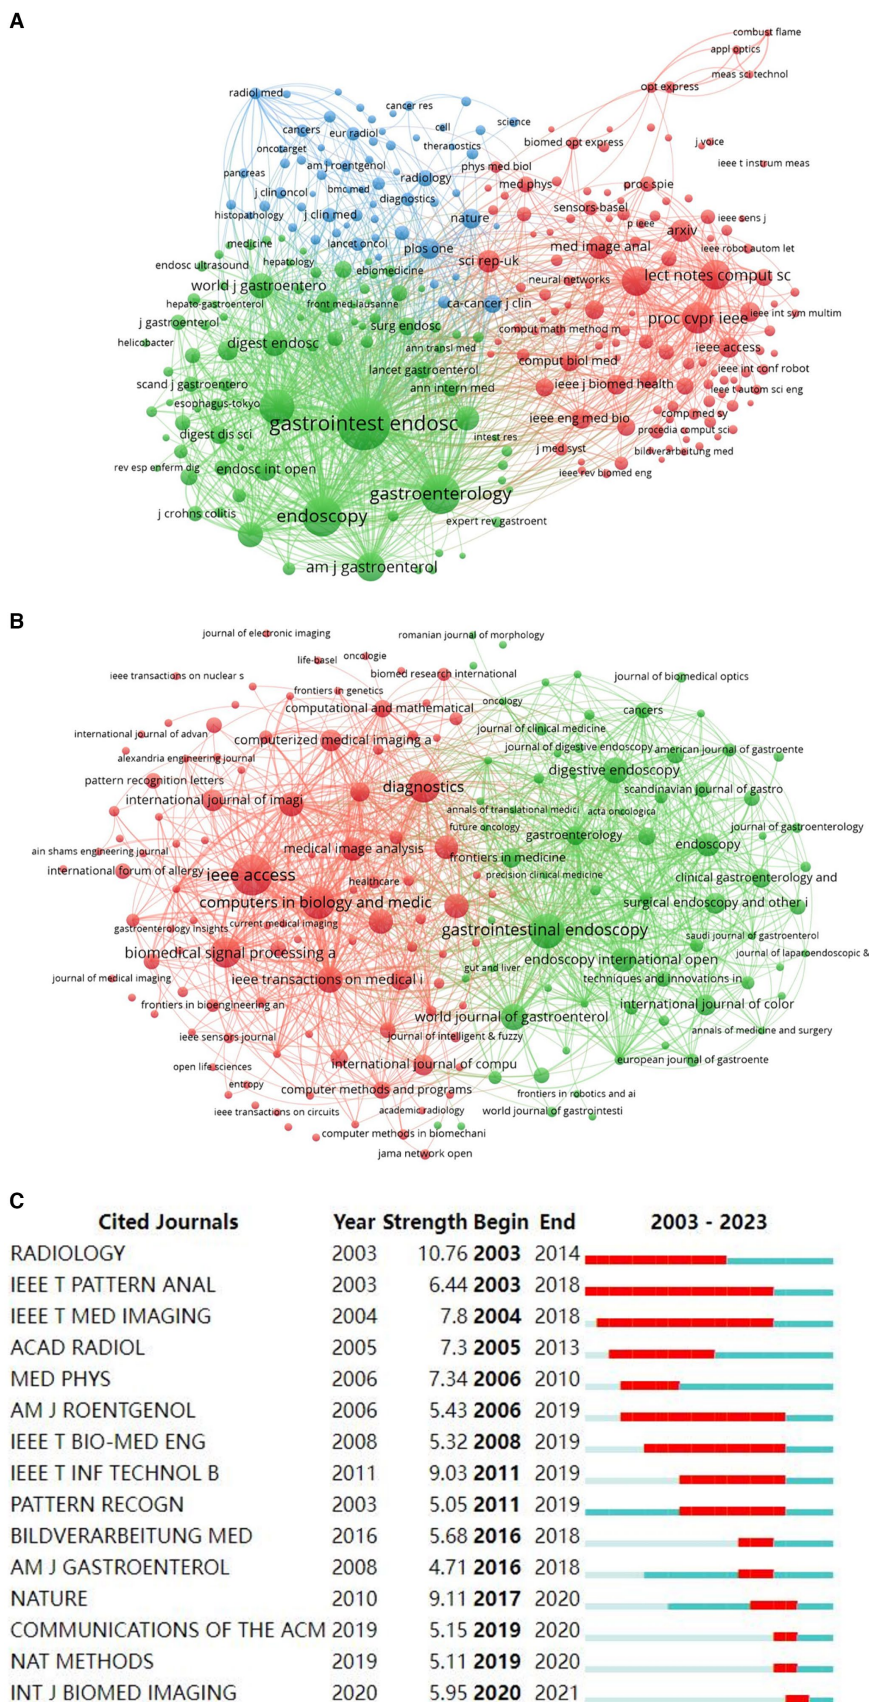 A
combust flame
appl optics
meas sci technol
opt express
radiol med
cancer res
science
cell
cancers
eur radiol
theranostics
biomed opt express
j voice
oncotarget
ieee t instrum meas
am j roentgenol
phys med biol
pancreas
radiology
med phys
proc spie
j clin oncol
bmc med
diagnostics
sensors-basel
histopathology
j clin med
nature
p ieee
ieee sens j
arxiv
medicine
lancet oncol
plos one
med image anal
ieee robot autom let
endosc ultrasound
hepatology
ebiomedicine
sci rep-uk
neural networks
lect notes comput sc
world j gastroentero
hepato-gastroenterol
front med-lausanne
ca-cancer j clin
proc cvpr ieee
ieee int sym multim
j gastroenterol
surg endosc
comput math method m
helicobacter
digest endosc
ann transl med
comput biol med
ieee access
lancet gastroenterol
ieee int conf robot
scand j gastroentero
ann intern med
ieee j biomed health
ieee t autom sci eng
esophagus-tokyo
gastrointest endosc
ieee eng med bio
comp med sy
digest dis sci
intest res
procedia comput sci
j med syst
bildverarbeitung med
rev esp enferm dig
endosc int open
ieee rev biomed eng
gastroenterology
j crohns colitis
endoscopy
expert rev gastroent
am j gastroenterol
B
journal of electronic imaging
romanian journal of morphology
life-basel
oncologie
ieee transactions on nuclear s
biomed research international
journal of biomedical optics
frontiers in genetics
computational and mathematical
oncology
cancers
international journal of advan
journal of clinical medicine
computerized medical imaging a
journal of digestive endoscopy
american journal of gastroente
alexandria engineering journal
digestive endoscopy
pattern recognition letters
diagnostics
scandinavian journal of gastro
international journal of imagi
annals of translational medici
acta oncologica
future oncology
journal of gastroenterology
gastroenterology
medical image analysis
endoscopy
ain shams engineering journal
frontiers in medicine
international forum of allergy
ieee access
healthcare
precision clinical medicine
clinical gastroenterology and
computers in biology and medic
surgical endoscopy and other i
gastroenterology insights
current medical imaging
gastrointestinal endoscopy
saudi journal of gastroenterol
biomedical signal processing a
endoscopy international open
journal of laparoendoscopic &
gut and liver
journal of medical imaging
ieee transactions on medical i
techniques and innovations in
frontiers in bioengineering an
international journal of color
world journal of gastroenterol
ieee sensors journal
journal of intelligent & fuzzy
annals of medicine and surgery
open life sciences
international journal of compu
european journal of gastroente
entropy
computer methods and programs
frontiers in robotics and ai
ieee transactions on circuits
academic radiology
world journal of gastrointesti
computer methods in biomechani
jama network open
C
Cited Journals Year Strength Begin End 2003 - 2023
RADIOLOGY 2003 10.76 2003 2014
IEEE T PATTERN ANAL 2003 6.44 2003 2018
IEEE T MED IMAGING 2004 7.8 2004 2018
ACAD RADIOL 2005 7.3 2005 2013
MED PHYS 2006 7.34 2006 2010
AM J ROENTGENOL 2006 5.43 2006 2019
IEEE T BIO-MED ENG 2008 5.32 2008 2019
IEEE T INF TECHNOL B 2011 9.03 2011 2019
PATTERN RECOGN 2003 5.05 2011 2019
BILDVERARBEITUNG MED 2016 5.68 2016 2018
AM J GASTROENTEROL 2008 4.71 2016 2018
NATURE 2010 9.11 2017 2020
COMMUNICATIONS OF THE ACM 2019 5.15 2019 2020
NAT METHODS 2019 5.11 2019 2020
INT J BIOMED IMAGING 2020 5.95 2020 2021